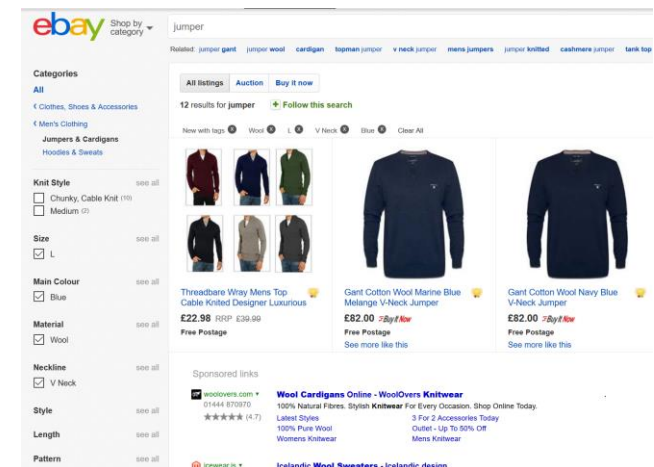 ebay
Shop by
category
jumper
Related: jumper gant jumper wool cardigan topman jumper v neck jumper mens jumpers jumper knitted cashmere jumper tank top
Categories
All
Clothes, Shoes & Accessories
Men's Clothing
Jumpers & Cardigans
Hoodies & Sweats
Knit Style see all
Chunky, Cable Knit (10)
Medium (2)
Size see all
L
Main Colour see all
Blue
Material see all
Wool
Neckline see all
V Neck
Style see all
Length see all
Pattern see all
All listings Auction Buy it now
12 results for jumper + Follow this search
New with tags Wool L V Neck Blue Clear All
Threadbare Wray Mens Top
Cable Knited Designer Luxurious
£22.98 RRP £39.99
Free Postage
Gant Cotton Wool Marine Blue
Melange V-Neck Jumper
£82.00 Buy It Now
Free Postage
See more like this
Gant Cotton Wool Navy Blue
V-Neck Jumper
£82.00 Buy It Now
Free Postage
See more like this
Sponsored links
woolovers.com
01444 870970
(4.7)
Wool Cardigans Online - WoolOvers Knitwear
100% Natural Fibres. Stylish Knitwear For Every Occasion. Shop Online Today.
Latest Styles 3 For 2 Accessories Today
100% Pure Wool Outlet - Up To 50% Off
Womens Knitwear Mens Knitwear
icewear.is
Icelandic Wool Sweaters - Icelandic design